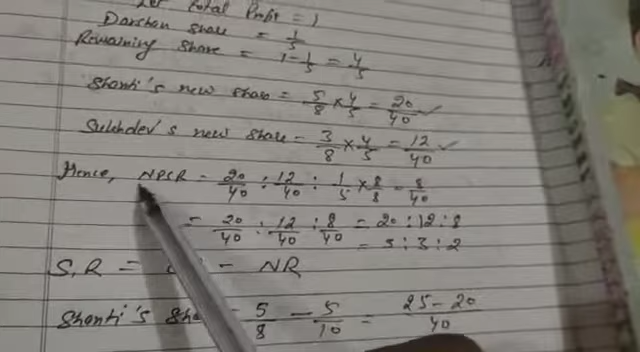 Let Total Profit = 1
Darshan share = 1/5
Remaining share = 1 - 1/5 = 4/5
Shanti's new share = 5/8 × 4/5 = 20/40 ✓
Sukhdev's new share - 3/8 × 4/5 = 12/40 ✓
Hence, NPSR - 20/40 : 12/40 : 1/5 × 8/8 = 8/40
= 20/40 : 12/40 : 8/40 = 20 : 12 : 8
= 5 : 3 : 2
S.R = - NR
Shanti's 5/8 - 5/10 = 25 - 20/40